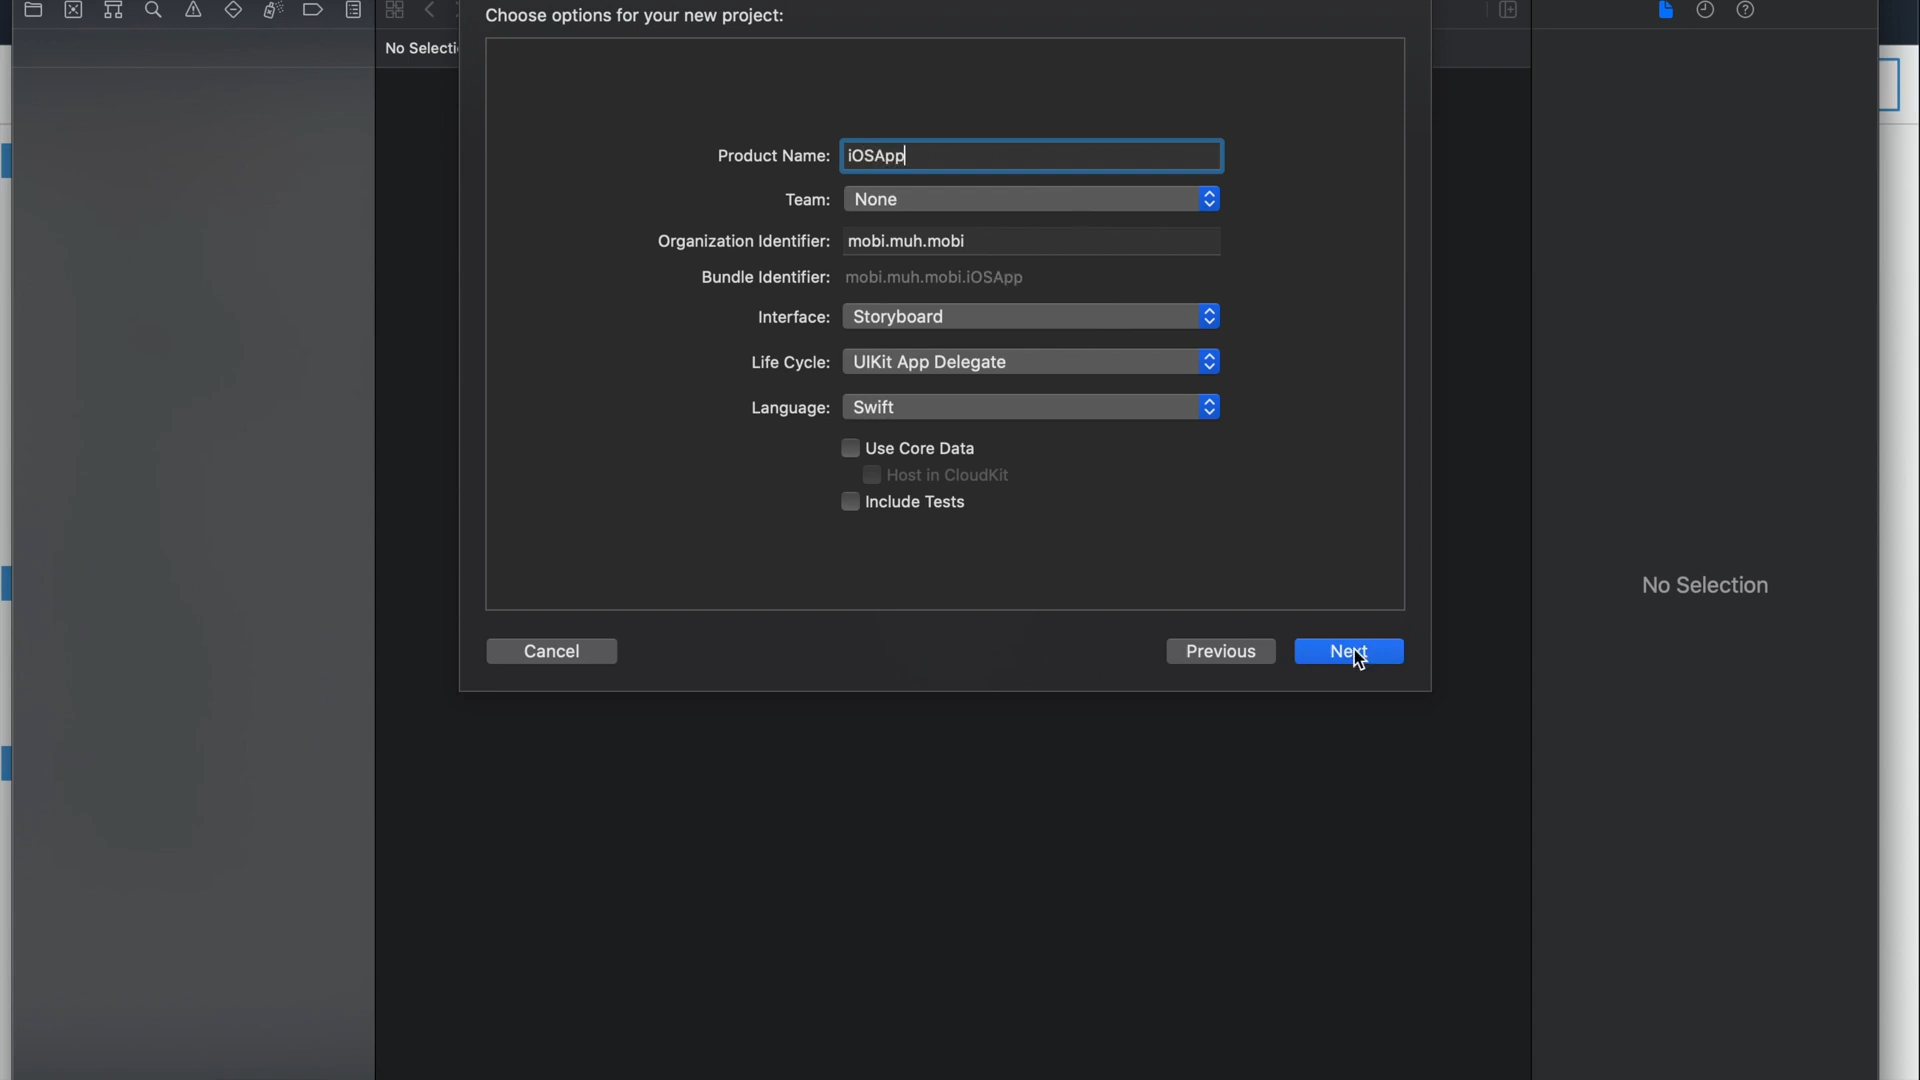 Choose options for your new project:
No Selecti
Product Name: iOSApp
Team: None
Organization Identifier: mobi.muh.mobi
Bundle Identifier: mobi.muh.mobi.iOSApp
Interface: Storyboard
Life Cycle: UIKit App Delegate
Language: Swift
Use Core Data
Host in CloudKit
Include Tests
No Selection
Cancel
Previous
Next